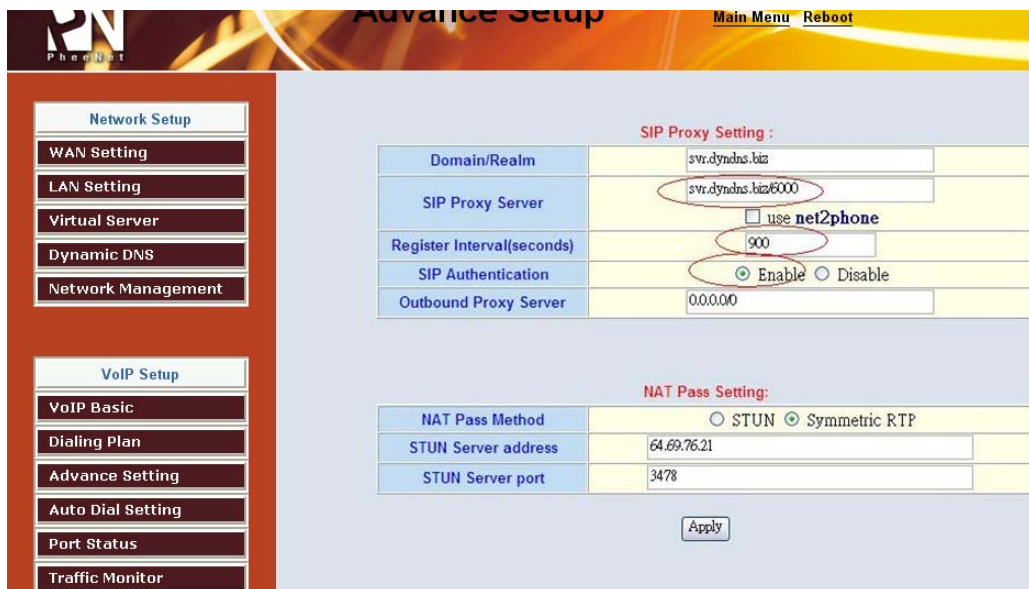 Advance Setup
Main Menu Reboot
PheeNet
Network Setup
WAN Setting
LAN Setting
Virtual Server
Dynamic DNS
Network Management
VoIP Setup
VoIP Basic
Dialing Plan
Advance Setting
Auto Dial Setting
Port Status
Traffic Monitor
SIP Proxy Setting :
Domain/Realm svr.dyndns.biz
SIP Proxy Server svr.dyndns.biz/6000
use net2phone
Register Interval(seconds) 900
SIP Authentication Enable Disable
Outbound Proxy Server 0.0.0.0/0
NAT Pass Setting:
NAT Pass Method STUN Symmetric RTP
STUN Server address 64.69.76.21
STUN Server port 3478
Apply